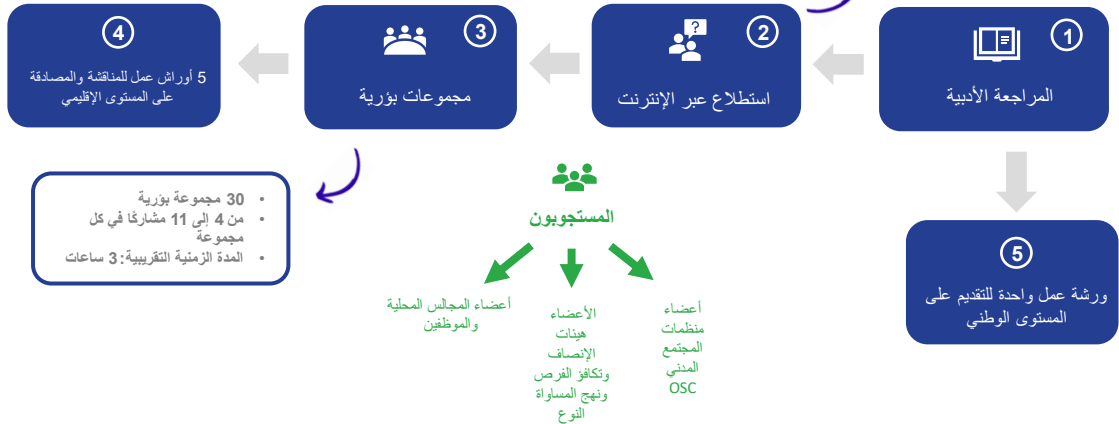 1
المراجعة الأدبية
2
?
استطلاع عبر الإنترنت
3
مجموعات بؤرية
4
5 أوراش عمل للمناقشة والمصادقة
على المستوى الإقليمي
• 30 مجموعة بؤرية
• من 4 إلى 11 مشاركًا في كل
مجموعة
• المدة الزمنية التقريبية: 3 ساعات
المستجوبون
أعضاء
منظمات
المجتمع
المدني
OSC
الأعضاء
هيئات
الإنصاف
وتكافؤ الفرص
ونهج المساواة
النوع
أعضاء المجالس المحلية
والموظفين
5
ورشة عمل واحدة للتقديم على
المستوى الوطني